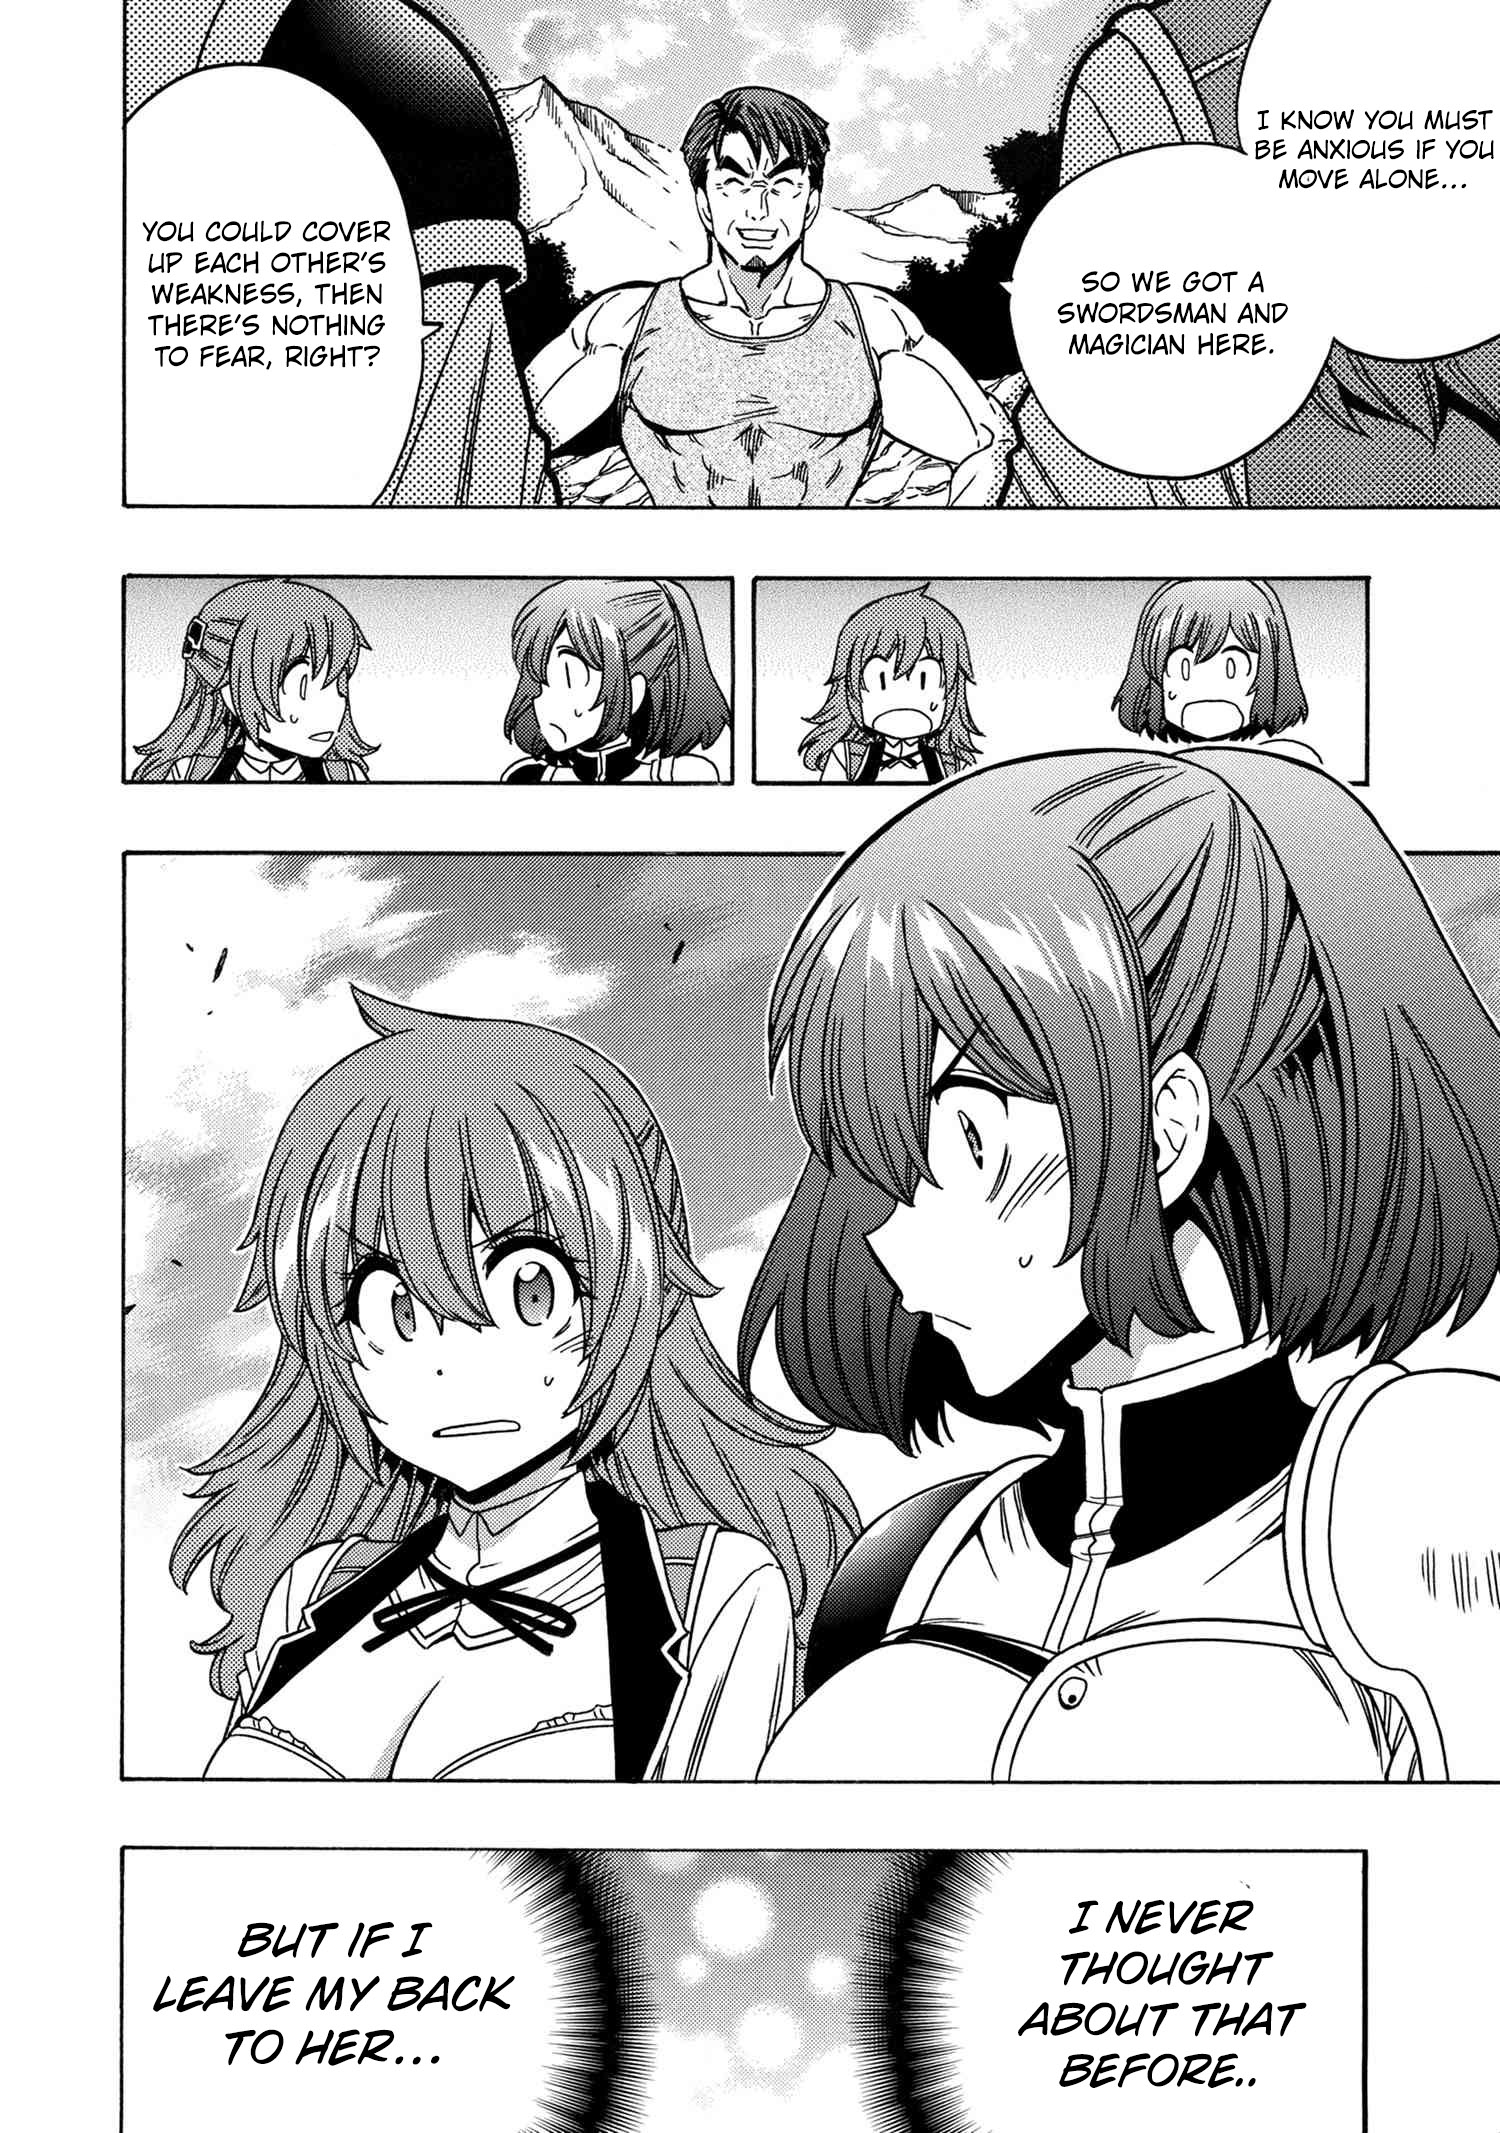 I KNOW YOU MUST
BE ANXIOUS IF YOU
MOVE ALONE...
SO WE GOT A
SWORDSMAN AND
MAGICIAN HERE.
YOU COULD COVER
UP EACH OTHER'S
WEAKNESS, THEN
THERE'S NOTHING
TO FEAR, RIGHT?
I NEVER
THOUGHT
ABOUT THAT
BEFORE..
BUT IF I
LEAVE MY BACK
TO HER...